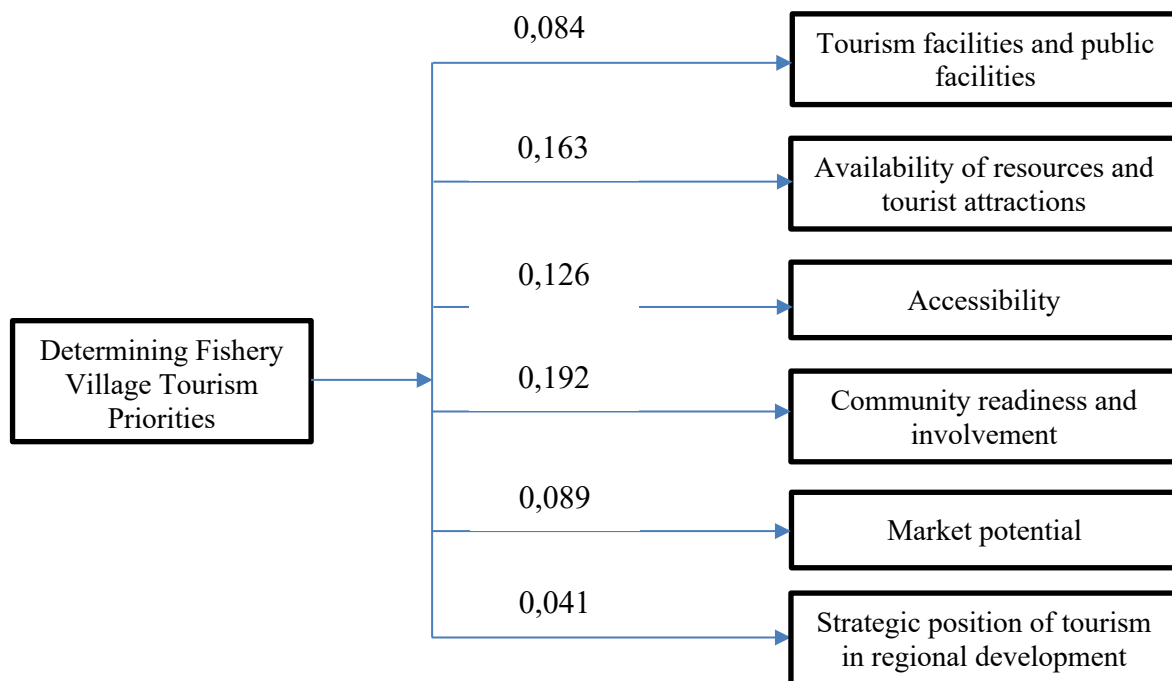 0,084
Tourism facilities and public
facilities
0,163
Availability of resources and
tourist attractions
0,126
Accessibility
Determining Fishery
Village Tourism
Priorities
0,192
Community readiness and
involvement
0,089
Market potential
0,041
Strategic position of tourism
in regional development